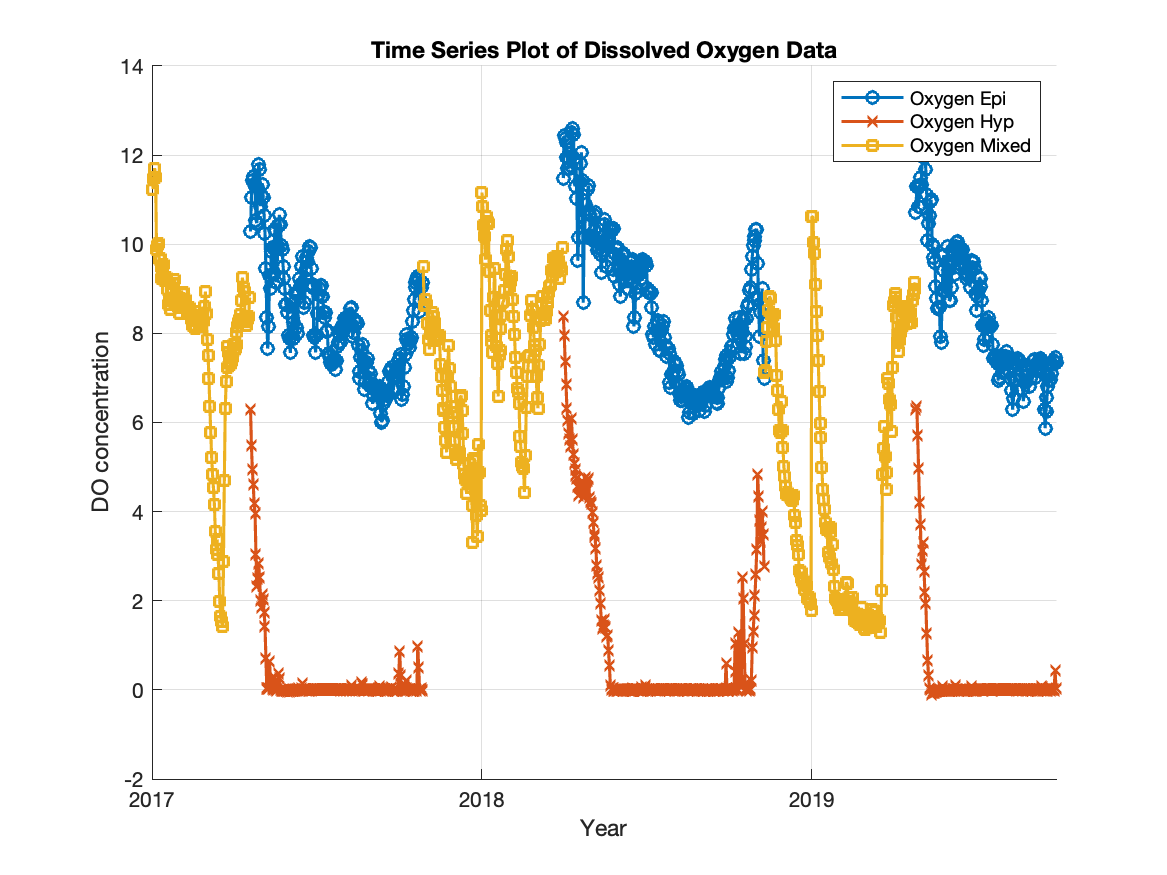 Time Series Plot of Dissolved Oxygen Data
14
12
10
8
6
4
2
0
-2
DO concentration
2017
2018
2019
Year
Oxygen Epi
Oxygen Hyp
Oxygen Mixed